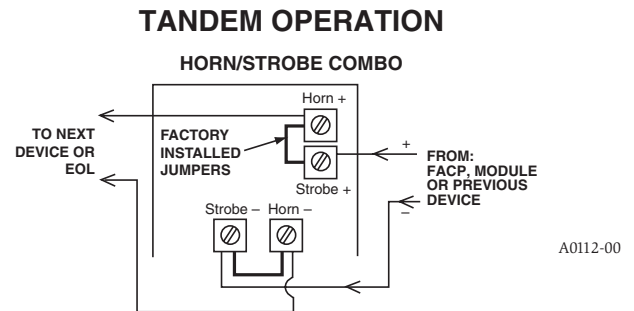 TANDEM OPERATION
HORN/STROBE COMBO
Horn +
TO NEXT
DEVICE OR
EOL
FACTORY
INSTALLED
JUMPERS
Strobe +
+
FROM:
FACP, MODULE
OR PREVIOUS
DEVICE
–
Strobe – Horn –
A0112-00